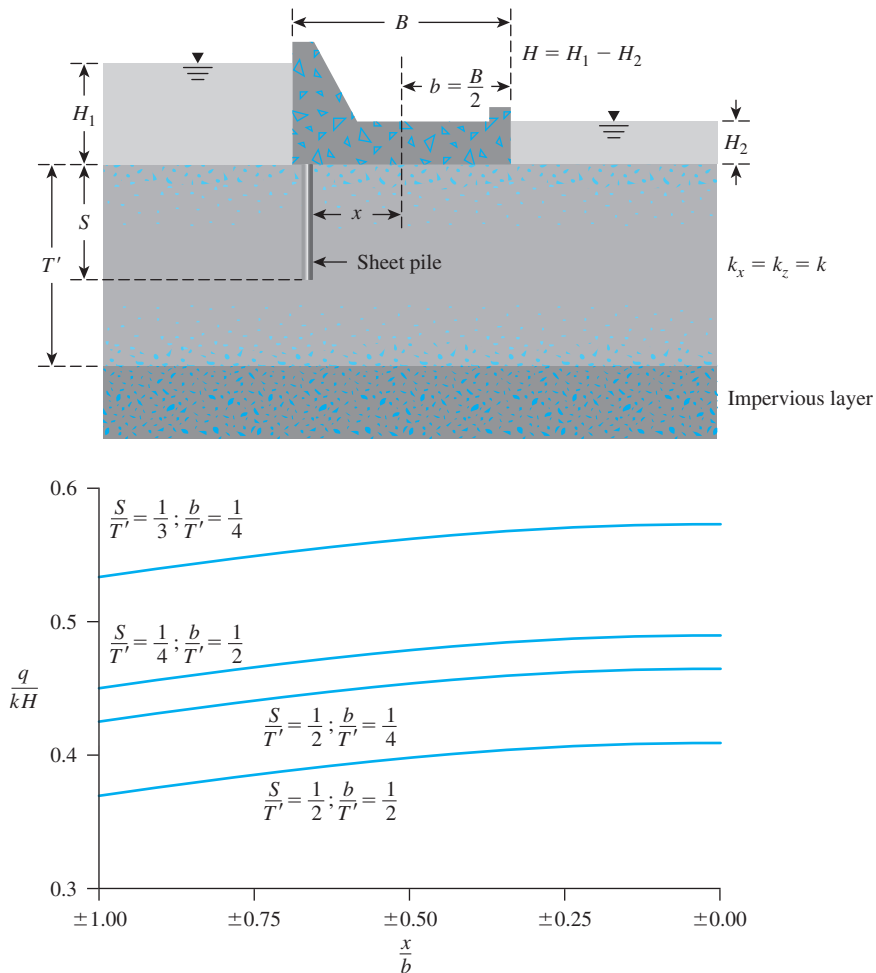 B
H = H₁ − H₂
b = B/2
H₁
H₂
S
x
T′
Sheet pile
kₓ = k_z = k
Impervious layer
0.6
S/T′ = 1/3; b/T′ = 1/4
0.5
S/T′ = 1/4; b/T′ = 1/2
q/kH
S/T′ = 1/2; b/T′ = 1/4
0.4
S/T′ = 1/2; b/T′ = 1/2
0.3
±1.00 ±0.75 ±0.50 ±0.25 ±0.00
x/b